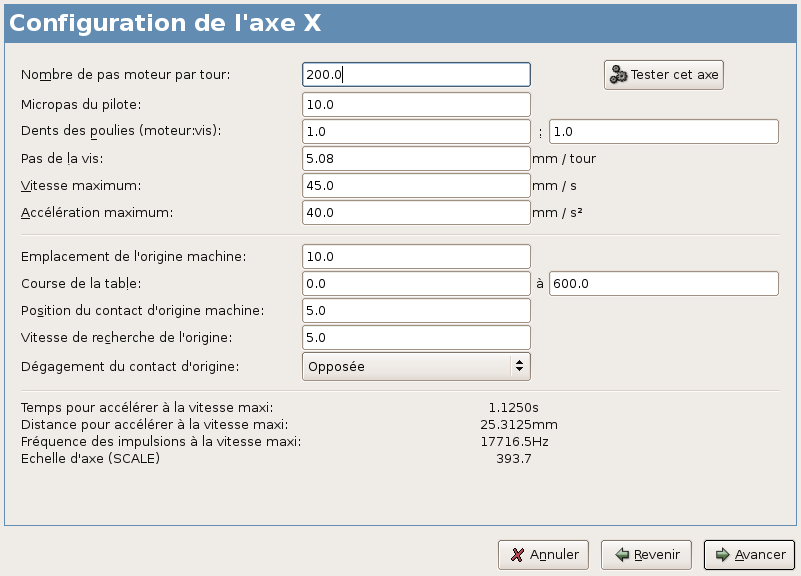 Configuration de l'axe X
Nombre de pas moteur par tour: 200.0 Tester cet axe
Micropas du pilote: 10.0
Dents des poulies (moteur:vis): 1.0 : 1.0
Pas de la vis: 5.08 mm / tour
Vitesse maximum: 45.0 mm / s
Accélération maximum: 40.0 mm / s²
Emplacement de l'origine machine: 10.0
Course de la table: 0.0 à 600.0
Position du contact d'origine machine: 5.0
Vitesse de recherche de l'origine: 5.0
Dégagement du contact d'origine: Opposée
Temps pour accélérer à la vitesse maxi: 1.1250s
Distance pour accélérer à la vitesse maxi: 25.3125mm
Fréquence des impulsions à la vitesse maxi: 17716.5Hz
Echelle d'axe (SCALE) 393.7
Annuler Revenir Avancer